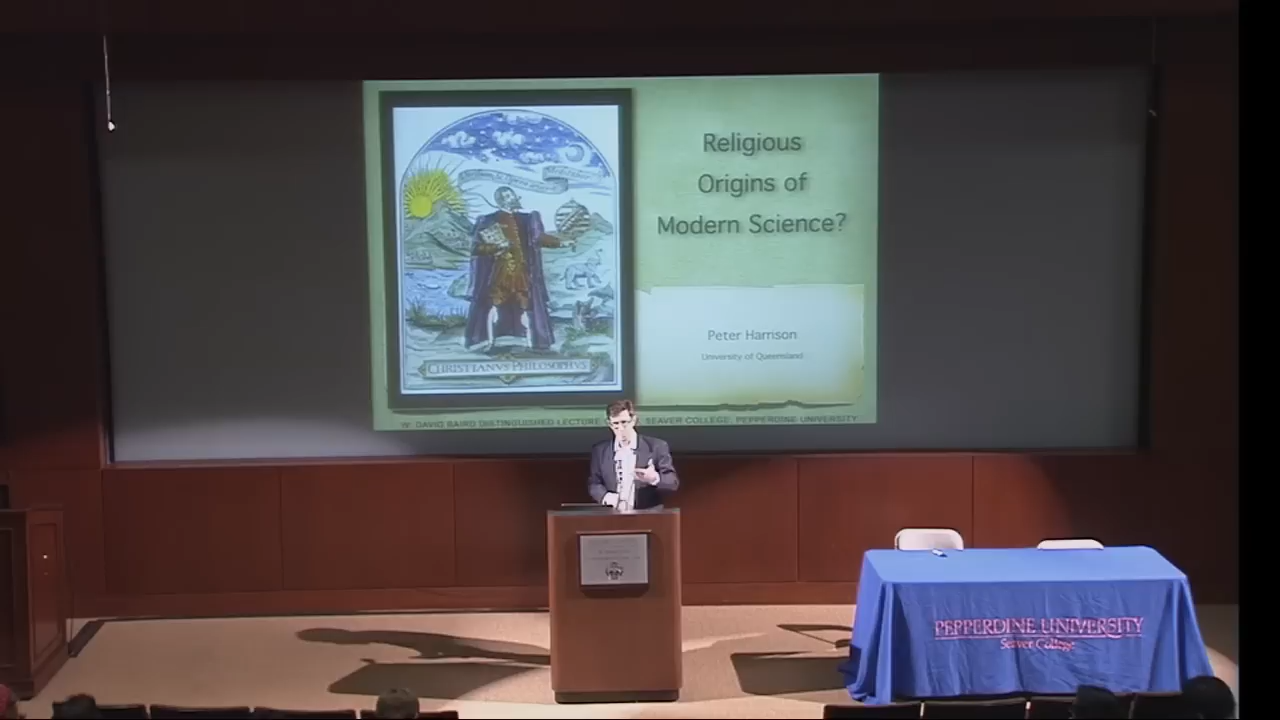 Religious
Origins of
Modern Science?
Peter Harrison
University of Queensland
CHRISTIANVS PHILOSOPHVS
W. DAVID BAIRD DISTINGUISHED LECTURE SEAVER COLLEGE, PEPPERDINE UNIVERSITY
PEPPERDINE UNIVERSITY
Seaver College